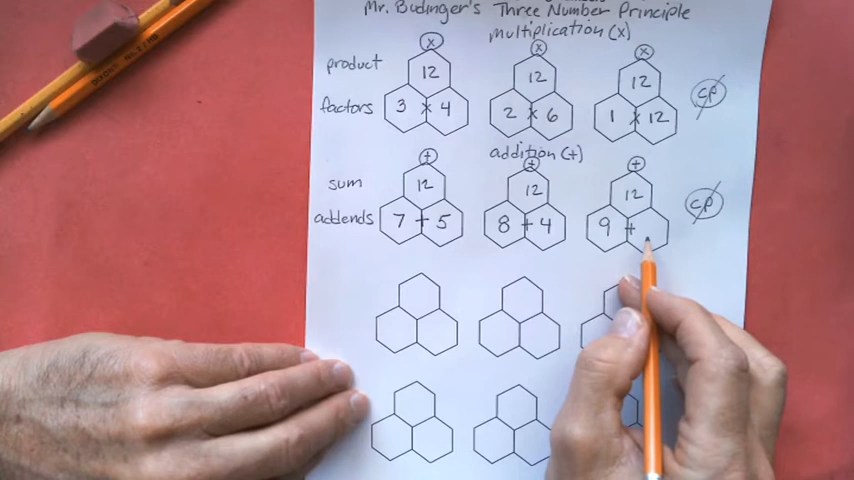 Mr. Budinger's Three Number Principle
multiplication (x)
x x x
product 12 12 12 cp
factors 3 x 4 2 x 6 1 x 12
addition (+)
+ + +
sum 12 12 12 cp
addends 7 + 5 8 + 4 9 +